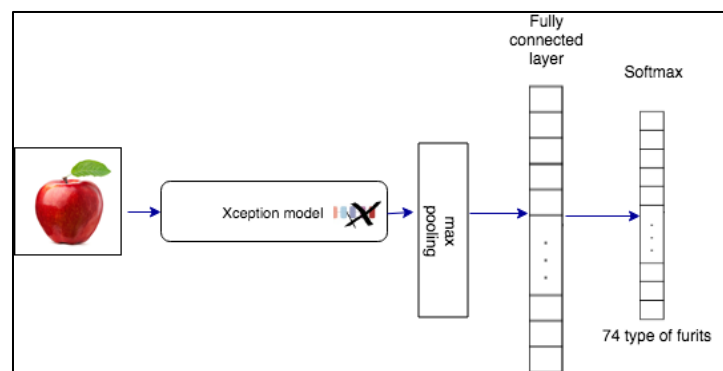 Fully
connected
layer
Softmax
Xception model
max
pooling
74 type of furits